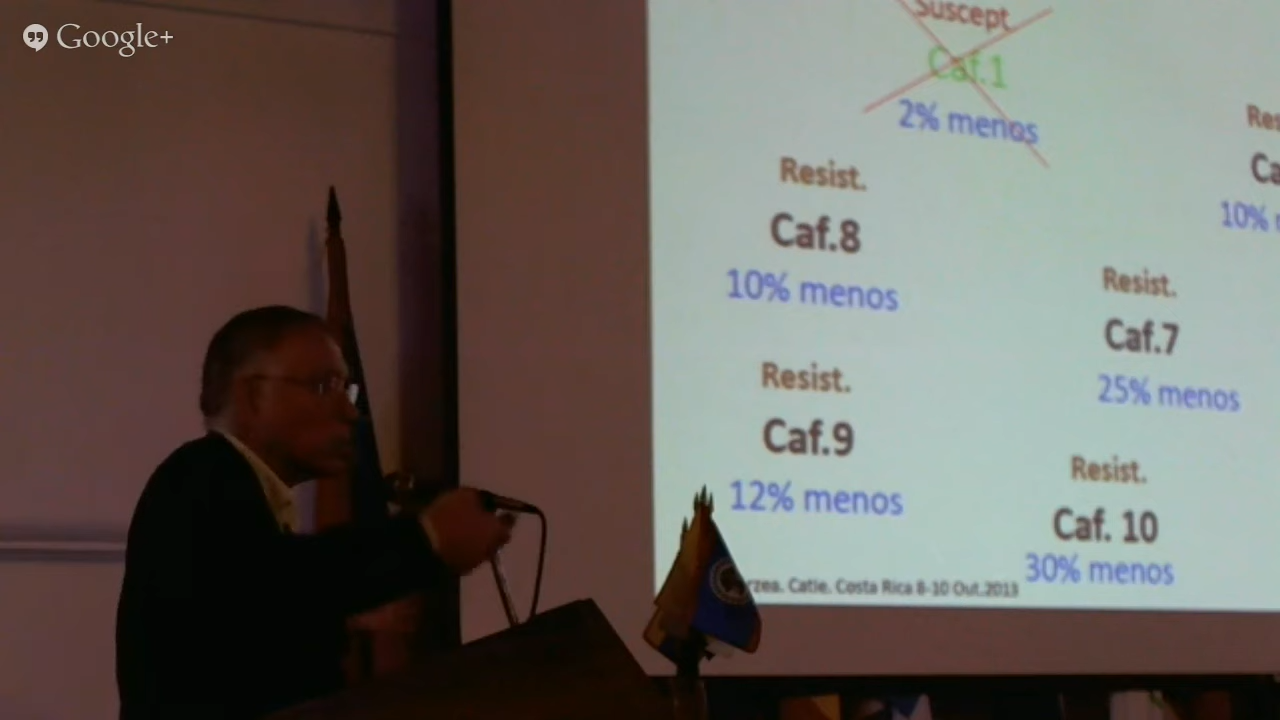 Google+
Suscept
Caf.1
2% menos
Resist.
Caf.8
10% menos
10%
Resist.
Caf.7
25% menos
Resist.
Caf.9
12% menos
Resist.
Caf. 10
30% menos
Catie. Costa Rica 8-10 Out.2013